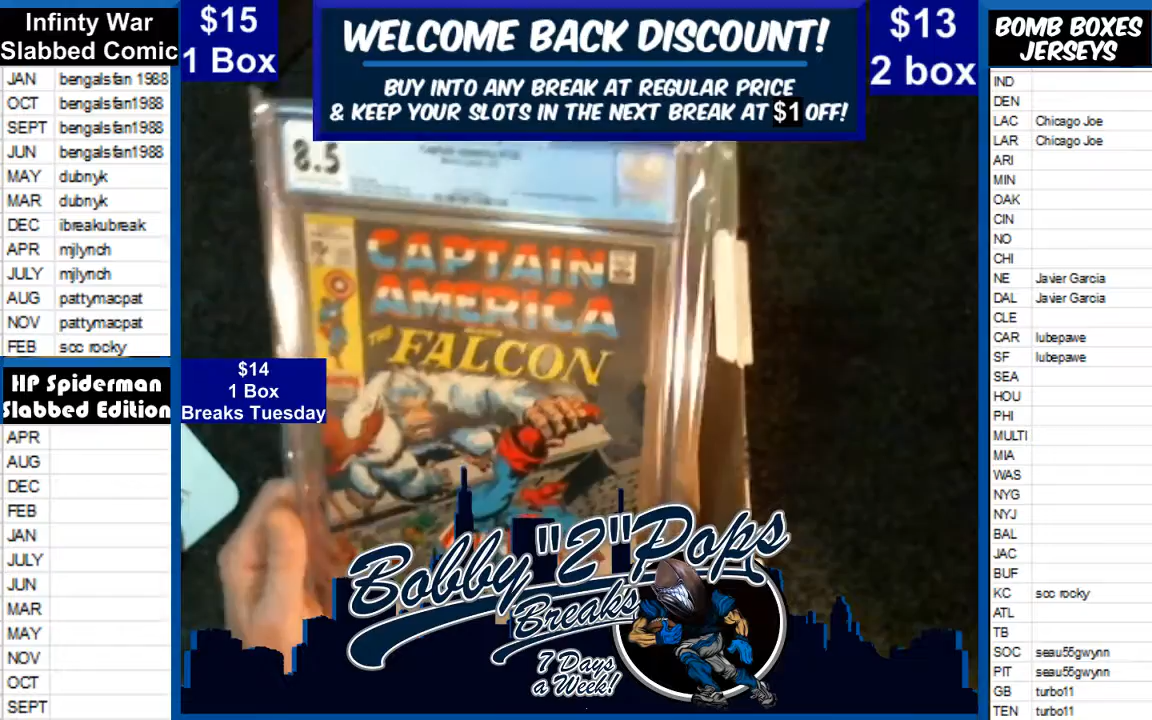 Infinty War
Slabbed Comic
JAN bengalsfan 1988
OCT bengalsfan1988
SEPT bengalsfan1988
JUN bengalsfan1988
MAY dubnyk
MAR dubnyk
DEC ibreakubreak
APR mjlynch
JULY mjlynch
AUG pattymacpat
NOV pattymacpat
FEB scc rocky
HP Spiderman
Slabbed Edition
APR
AUG
DEC
FEB
JAN
JULY
JUN
MAR
MAY
NOV
OCT
SEPT
$15
1 Box
WELCOME BACK DISCOUNT!
BUY INTO ANY BREAK AT REGULAR PRICE
& KEEP YOUR SLOTS IN THE NEXT BREAK AT $1 OFF!
$13
2 box
8.5
CAPTAIN
AMERICA
THE FALCON
$14
1 Box
Breaks Tuesday
Bobby "2" Pops
Breaks
7 Days
a Week!
BOMB BOXES
JERSEYS
IND
DEN
LAC Chicago Joe
LAR Chicago Joe
ARI
MIN
OAK
CIN
NO
CHI
NE Javier Garcia
DAL Javier Garcia
CLE
CAR lubepawe
SF lubepawe
SEA
HOU
PHI
MULTI
MIA
WAS
NYG
NYJ
BAL
JAC
BUF
KC scc rocky
ATL
TB
SOC seau55gwynn
PIT seau55gwynn
GB turbo11
TEN turbo11